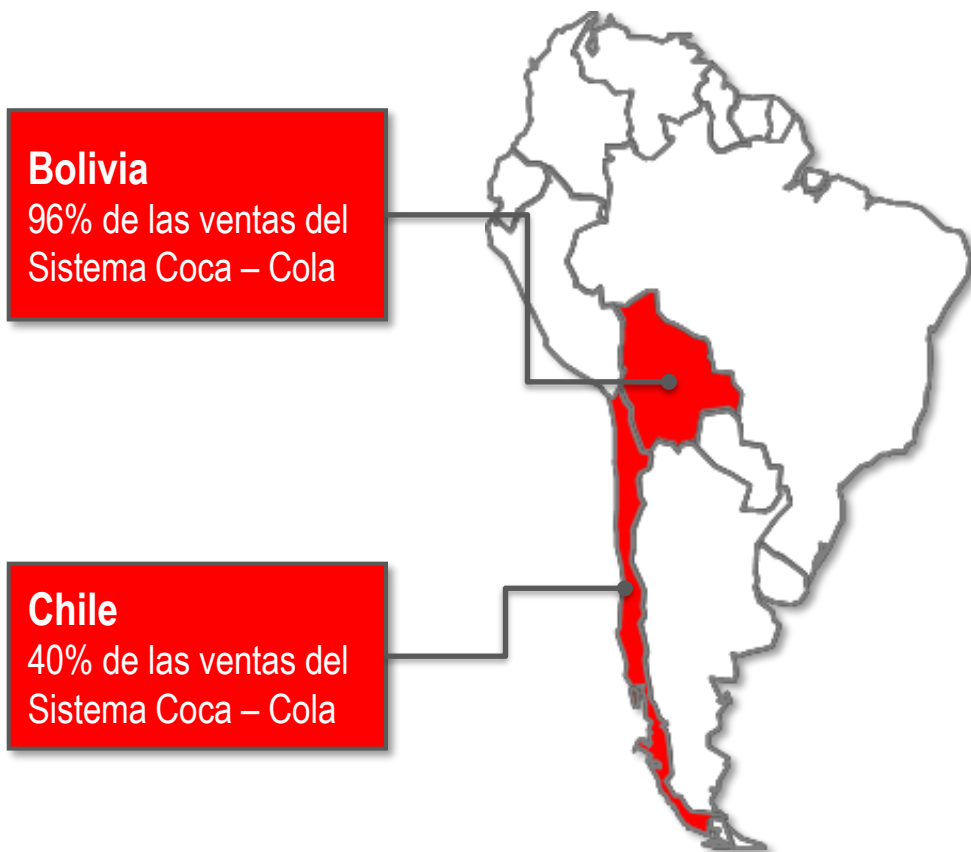 Bolivia
96% de las ventas del
Sistema Coca – Cola
Chile
40% de las ventas del
Sistema Coca – Cola